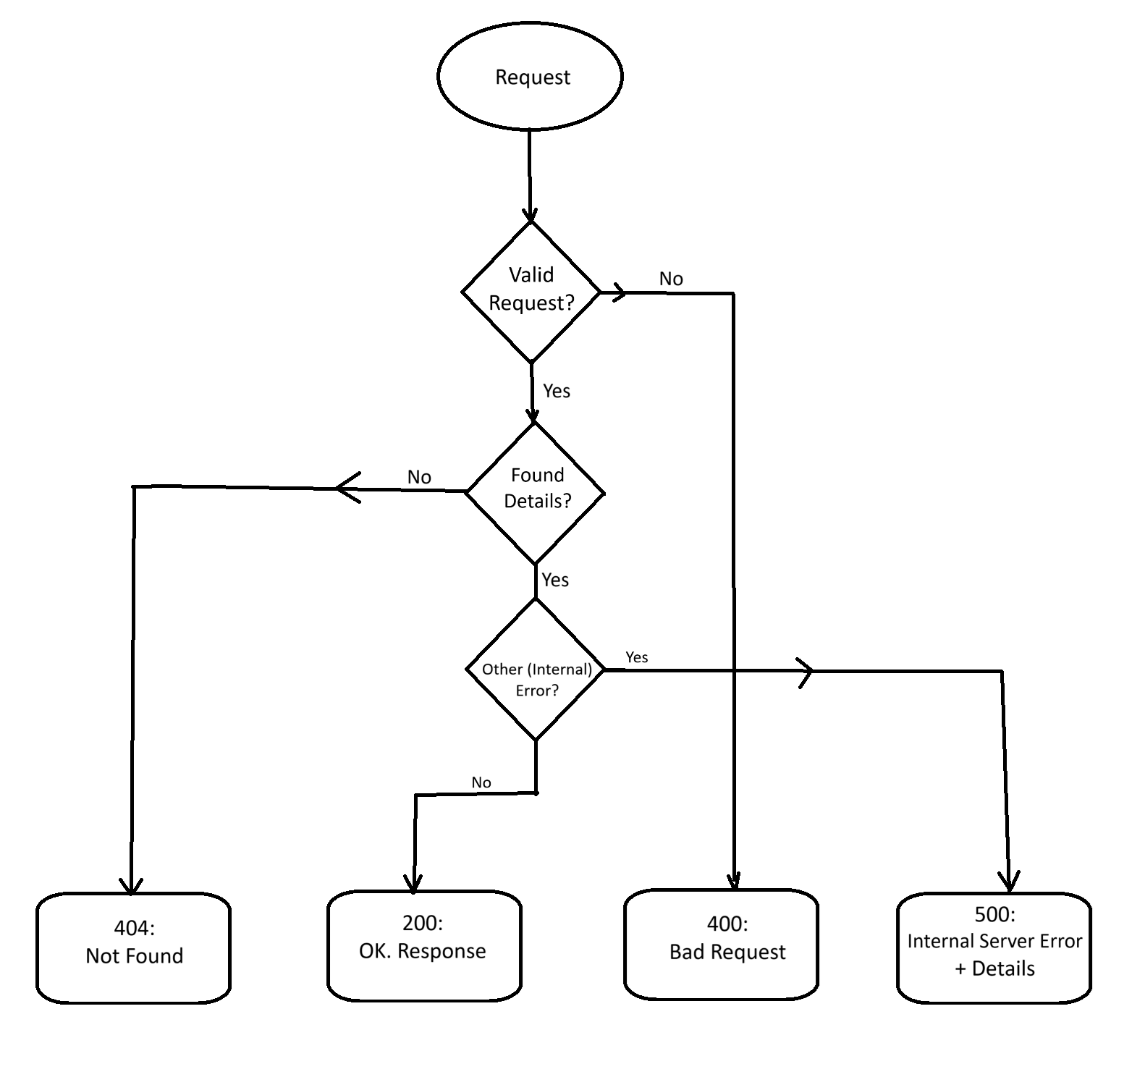 Request
Valid
Request?
No
Yes
Found
Details?
No
Yes
Other (Internal)
Error?
Yes
No
404:
Not Found
200:
OK. Response
400:
Bad Request
500:
Internal Server Error
+ Details